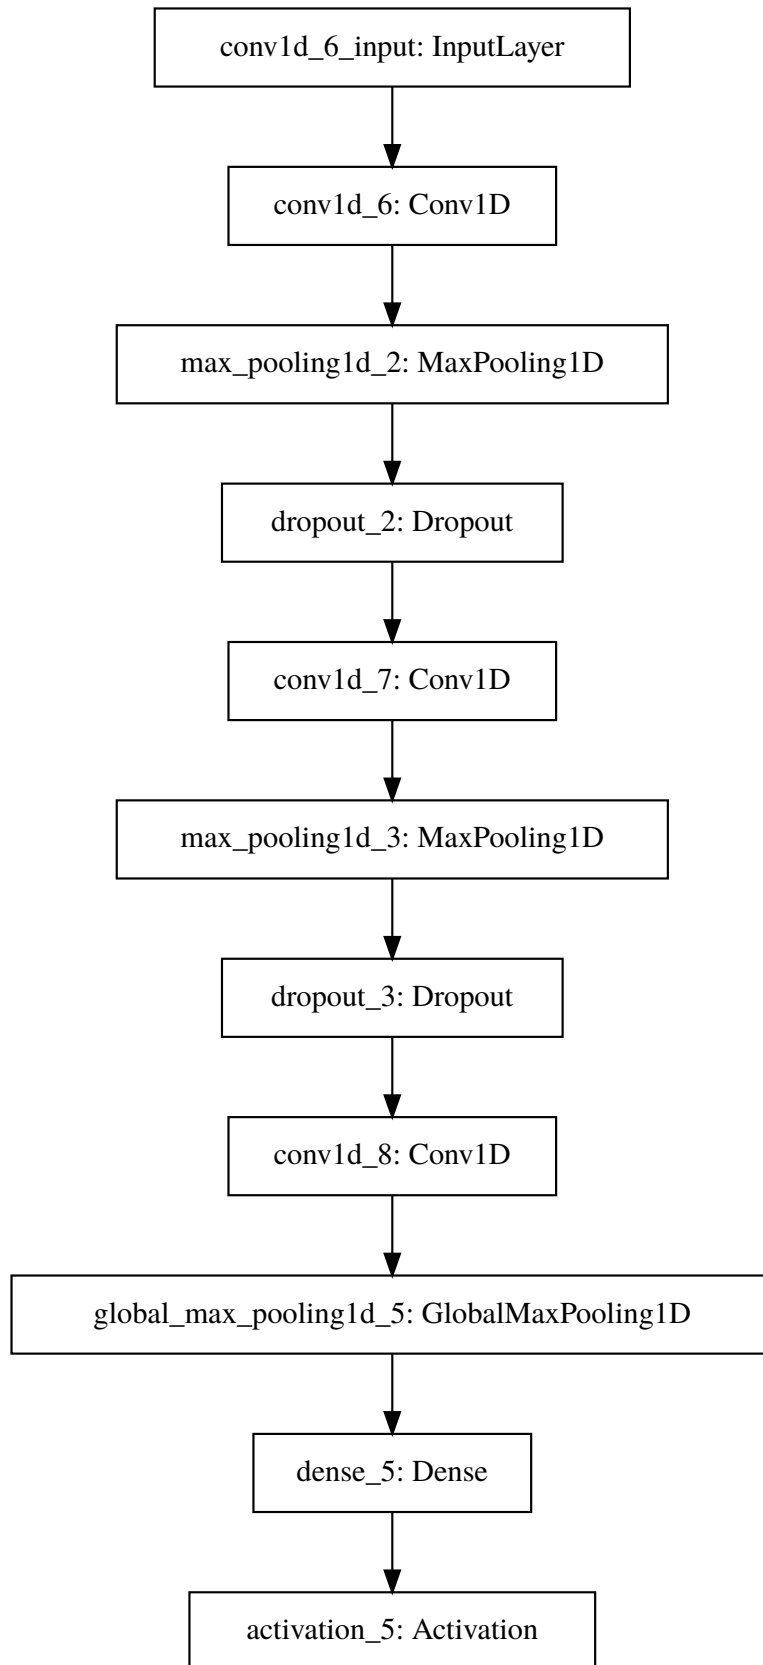 conv1d_6_input: InputLayer
conv1d_6: Conv1D
max_pooling1d_2: MaxPooling1D
dropout_2: Dropout
conv1d_7: Conv1D
max_pooling1d_3: MaxPooling1D
dropout_3: Dropout
conv1d_8: Conv1D
global_max_pooling1d_5: GlobalMaxPooling1D
dense_5: Dense
activation_5: Activation